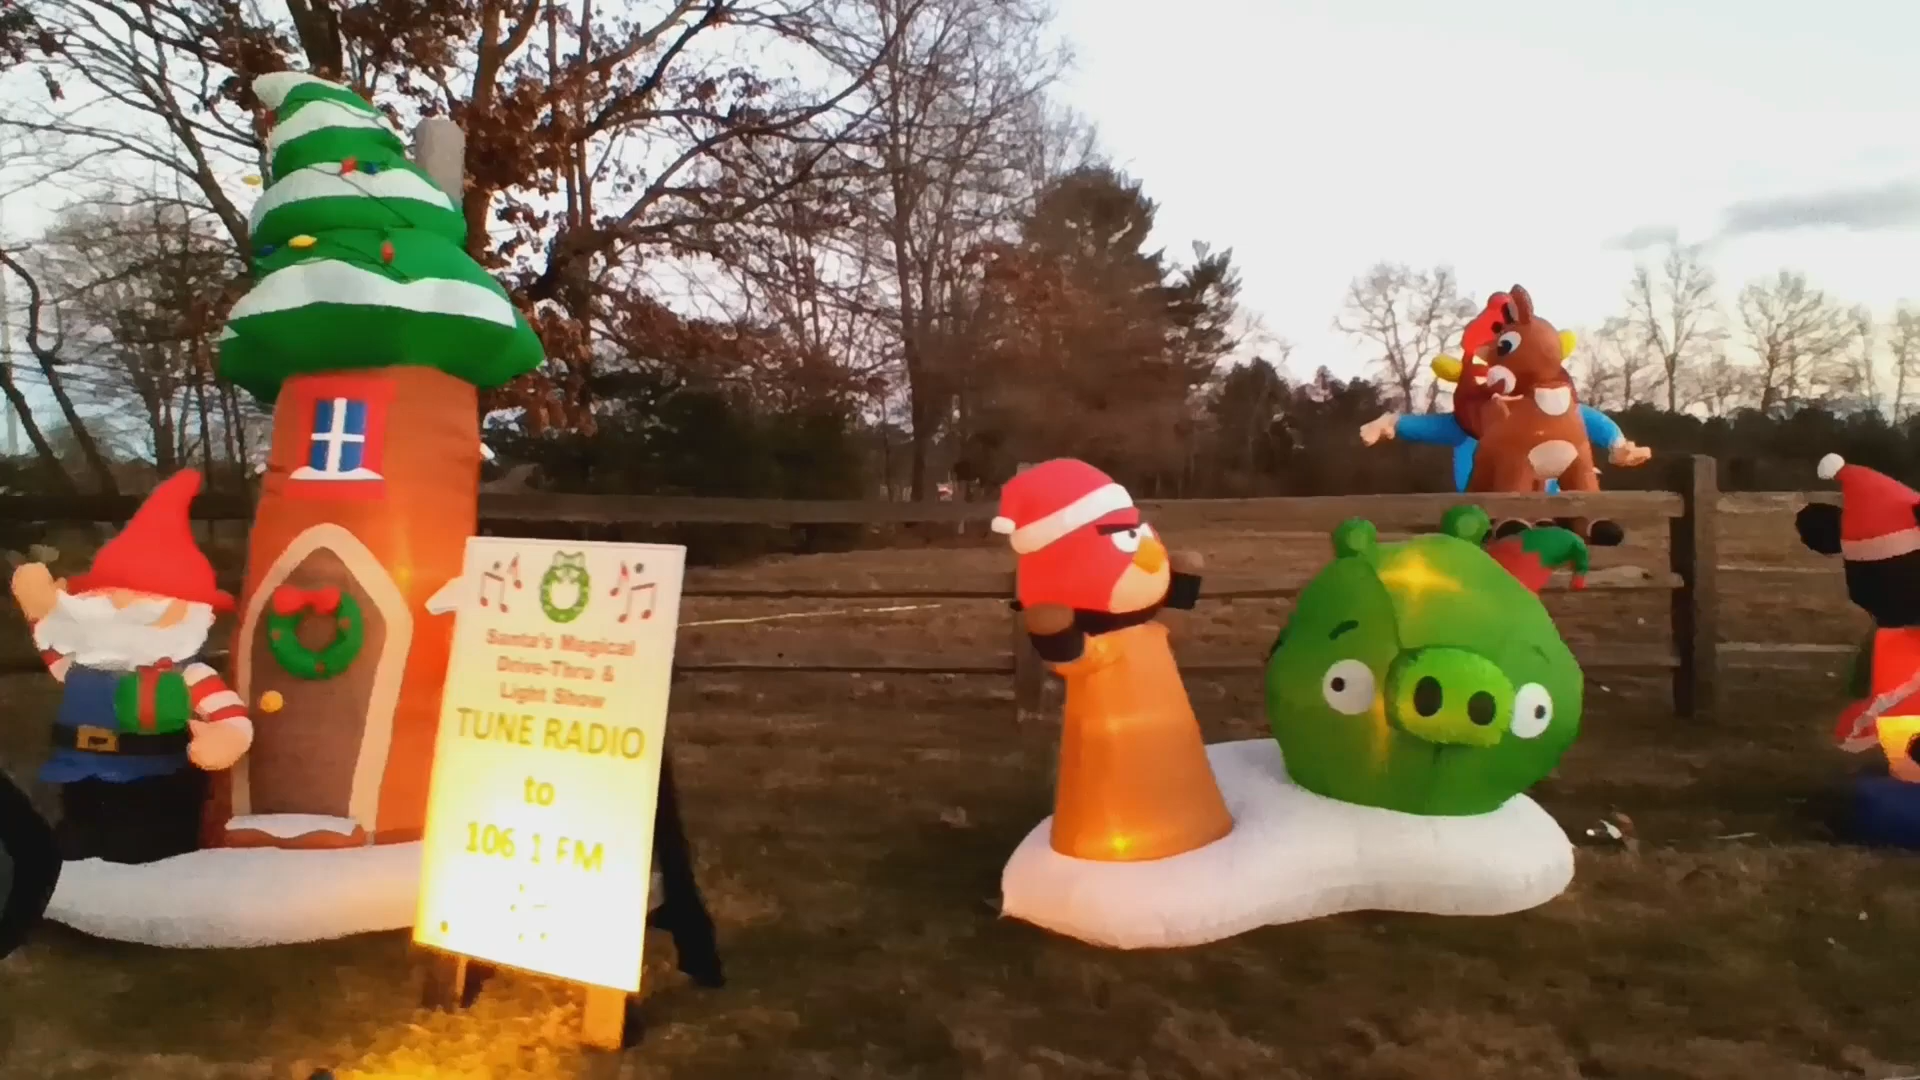 Santa's Magical
Drive-Thru &
Light Show
TUNE RADIO
to
106.1 FM